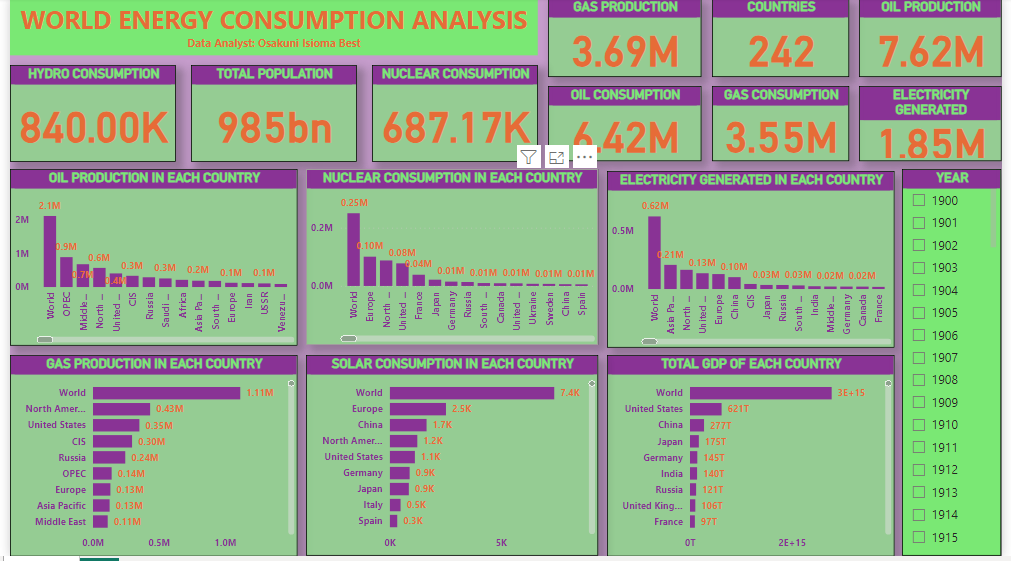 WORLD ENERGY CONSUMPTION ANALYSIS
Data Analyst: Osakuni Isioma Best
GAS PRODUCTION
3.69M
COUNTRIES
242
OIL PRODUCTION
7.62M
HYDRO CONSUMPTION
840.00K
TOTAL POPULATION
985bn
NUCLEAR CONSUMPTION
687.17K
OIL CONSUMPTION
6.42M
GAS CONSUMPTION
3.55M
ELECTRICITY
GENERATED
1.85M
OIL PRODUCTION IN EACH COUNTRY
2M
1M
0M
2.1M
0.9M
0.7M
0.6M
0.4M
0.3M
0.3M
0.2M
0.1M
0.1M
World
OPEC
Middle ...
North ...
United ...
CIS
Russia
Saudi ...
Africa
Asia Pa...
South ...
Europe
Iran
USSR
Venezu...
NUCLEAR CONSUMPTION IN EACH COUNTRY
0.2M
0.0M
0.25M
0.10M
0.08M
0.04M
0.01M
0.01M
0.01M
0.01M
0.01M
World
Europe
North ...
United ...
France
Japan
Germany
Russia
South ...
Canada
United ...
Ukraine
Sweden
China
Spain
ELECTRICITY GENERATED IN EACH COUNTRY
0.5M
0.0M
0.62M
0.21M
0.13M
0.10M
0.03M
0.03M
0.02M
0.02M
World
Asia Pa...
North ...
United ...
Europe
China
CIS
Japan
Russia
South ...
India
Middle ...
Germany
Canada
France
YEAR
1900
1901
1902
1903
1904
1905
1906
1907
1908
1909
1910
1911
1912
1913
1914
1915
GAS PRODUCTION IN EACH COUNTRY
World 1.11M
North Amer... 0.43M
United States 0.35M
CIS 0.30M
Russia 0.24M
OPEC 0.14M
Europe 0.13M
Asia Pacific 0.13M
Middle East 0.11M
0.0M 0.5M 1.0M
SOLAR CONSUMPTION IN EACH COUNTRY
World 7.4K
Europe 2.5K
China 1.7K
North Amer... 1.2K
United States 1.1K
Germany 0.9K
Japan 0.9K
Italy 0.5K
Spain 0.3K
0K 5K
TOTAL GDP OF EACH COUNTRY
World 3E+15
United States 621T
China 277T
Japan 175T
Germany 145T
India 140T
Russia 121T
United King... 106T
France 97T
0T 2E+15